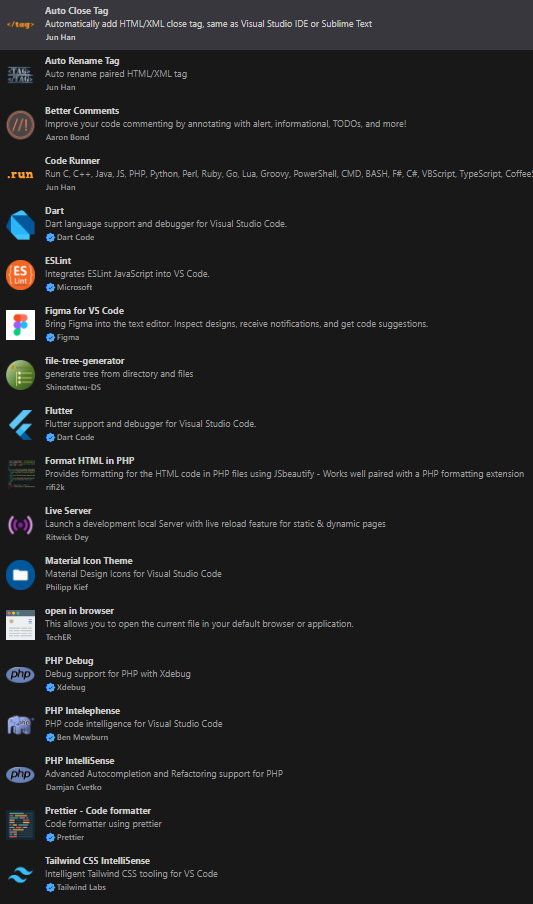 Auto Close Tag
</tag>
Automatically add HTML/XML close tag, same as Visual Studio IDE or Sublime Text
Jun Han
Auto Rename Tag
Auto rename paired HTML/XML tag
Jun Han
Better Comments
//!
Improve your code commenting by annotating with alert, informational, TODOs, and more!
Aaron Bond
Code Runner
.run
Run C, C++, Java, JS, PHP, Python, Perl, Ruby, Go, Lua, Groovy, PowerShell, CMD, BASH, F#, C#, VBScript, TypeScript, CoffeeS
Jun Han
Dart
Dart language support and debugger for Visual Studio Code.
Dart Code
ESLint
ES
Lint
Integrates ESLint JavaScript into VS Code.
Microsoft
Figma for VS Code
Bring Figma into the text editor. Inspect designs, receive notifications, and get code suggestions.
Figma
file-tree-generator
generate tree from directory and files
Shinotatwu-DS
Flutter
Flutter support and debugger for Visual Studio Code.
Dart Code
Format HTML in PHP
Provides formatting for the HTML code in PHP files using JSbeautify - Works well paired with a PHP formatting extension
rifi2k
Live Server
Launch a development local Server with live reload feature for static & dynamic pages
Ritwick Dey
Material Icon Theme
Material Design Icons for Visual Studio Code
Philipp Kief
open in browser
This allows you to open the current file in your default browser or application.
TechER
PHP Debug
php
Debug support for PHP with Xdebug
Xdebug
PHP Intelephense
php
PHP code intelligence for Visual Studio Code
Ben Mewburn
PHP IntelliSense
php
Advanced Autocompletion and Refactoring support for PHP
Damjan Cvetko
Prettier - Code formatter
Code formatter using prettier
Prettier
Tailwind CSS IntelliSense
Intelligent Tailwind CSS tooling for VS Code
Tailwind Labs